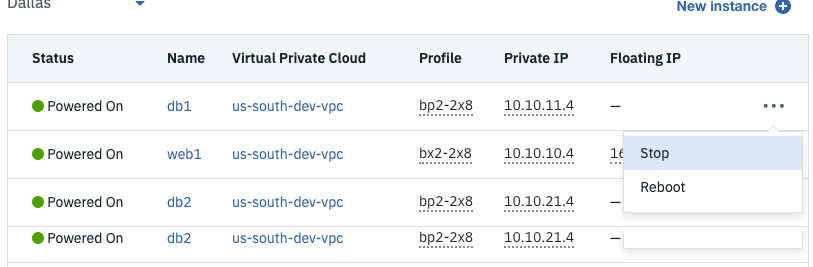 Dallas
New instance
Status Name Virtual Private Cloud Profile Private IP Floating IP
Powered On db1 us-south-dev-vpc bp2-2x8 10.10.11.4 — •••
Powered On web1 us-south-dev-vpc bx2-2x8 10.10.10.4 16
Stop
Reboot
Powered On db2 us-south-dev-vpc bp2-2x8 10.10.21.4 —
Powered On db2 us-south-dev-vpc bp2-2x8 10.10.21.4 —